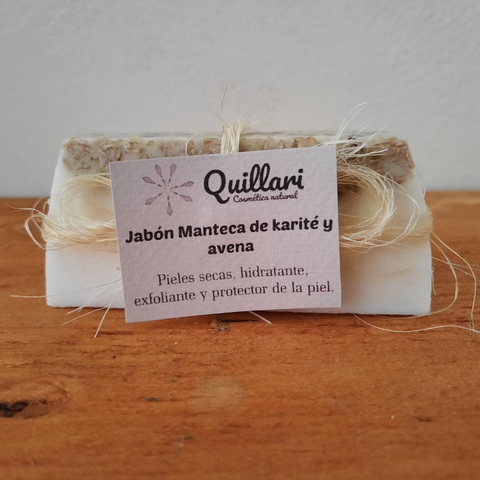 Quillari
Cosmética natural
Jabón Manteca de karité y
avena
Pieles secas, hidratante,
exfoliante y protector de la piel.